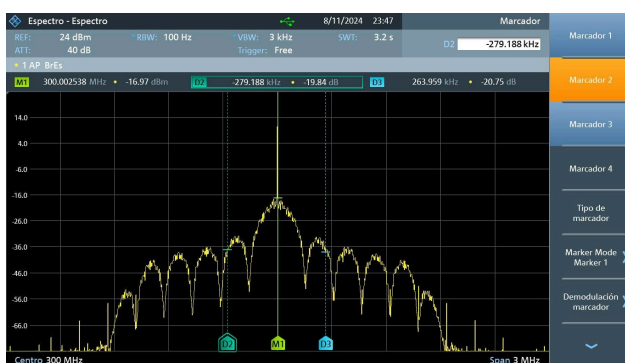 Espectro - Espectro 8/11/2024 23:47 Marcador
REF: 24 dBm *RBW: 100 Hz *VBW: 3 kHz SWT: 3.2 s
ATT: 40 dB Trigger: Free
D2 -279.188 kHz
• 1 AP BrEs
M1 300.002538 MHz • -16.97 dBm D2 -279.188 kHz • -19.84 dB D3 263.959 kHz • -20.75 dB
14.0
4.0
-6.0
-16.0
-26.0
-36.0
-46.0
-56.0
-66.0
D2 M1 D3
Centro 300 MHz Span 3 MHz
Marcador 1
Marcador 2
Marcador 3
Marcador 4
Tipo de
marcador
Marker Mode
Marker 1
Demodulación
marcador